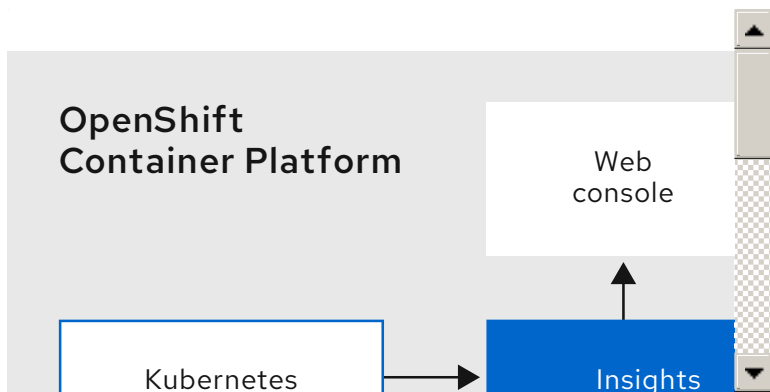 OpenShift
Container Platform
Web
console
Kubernetes
Insights